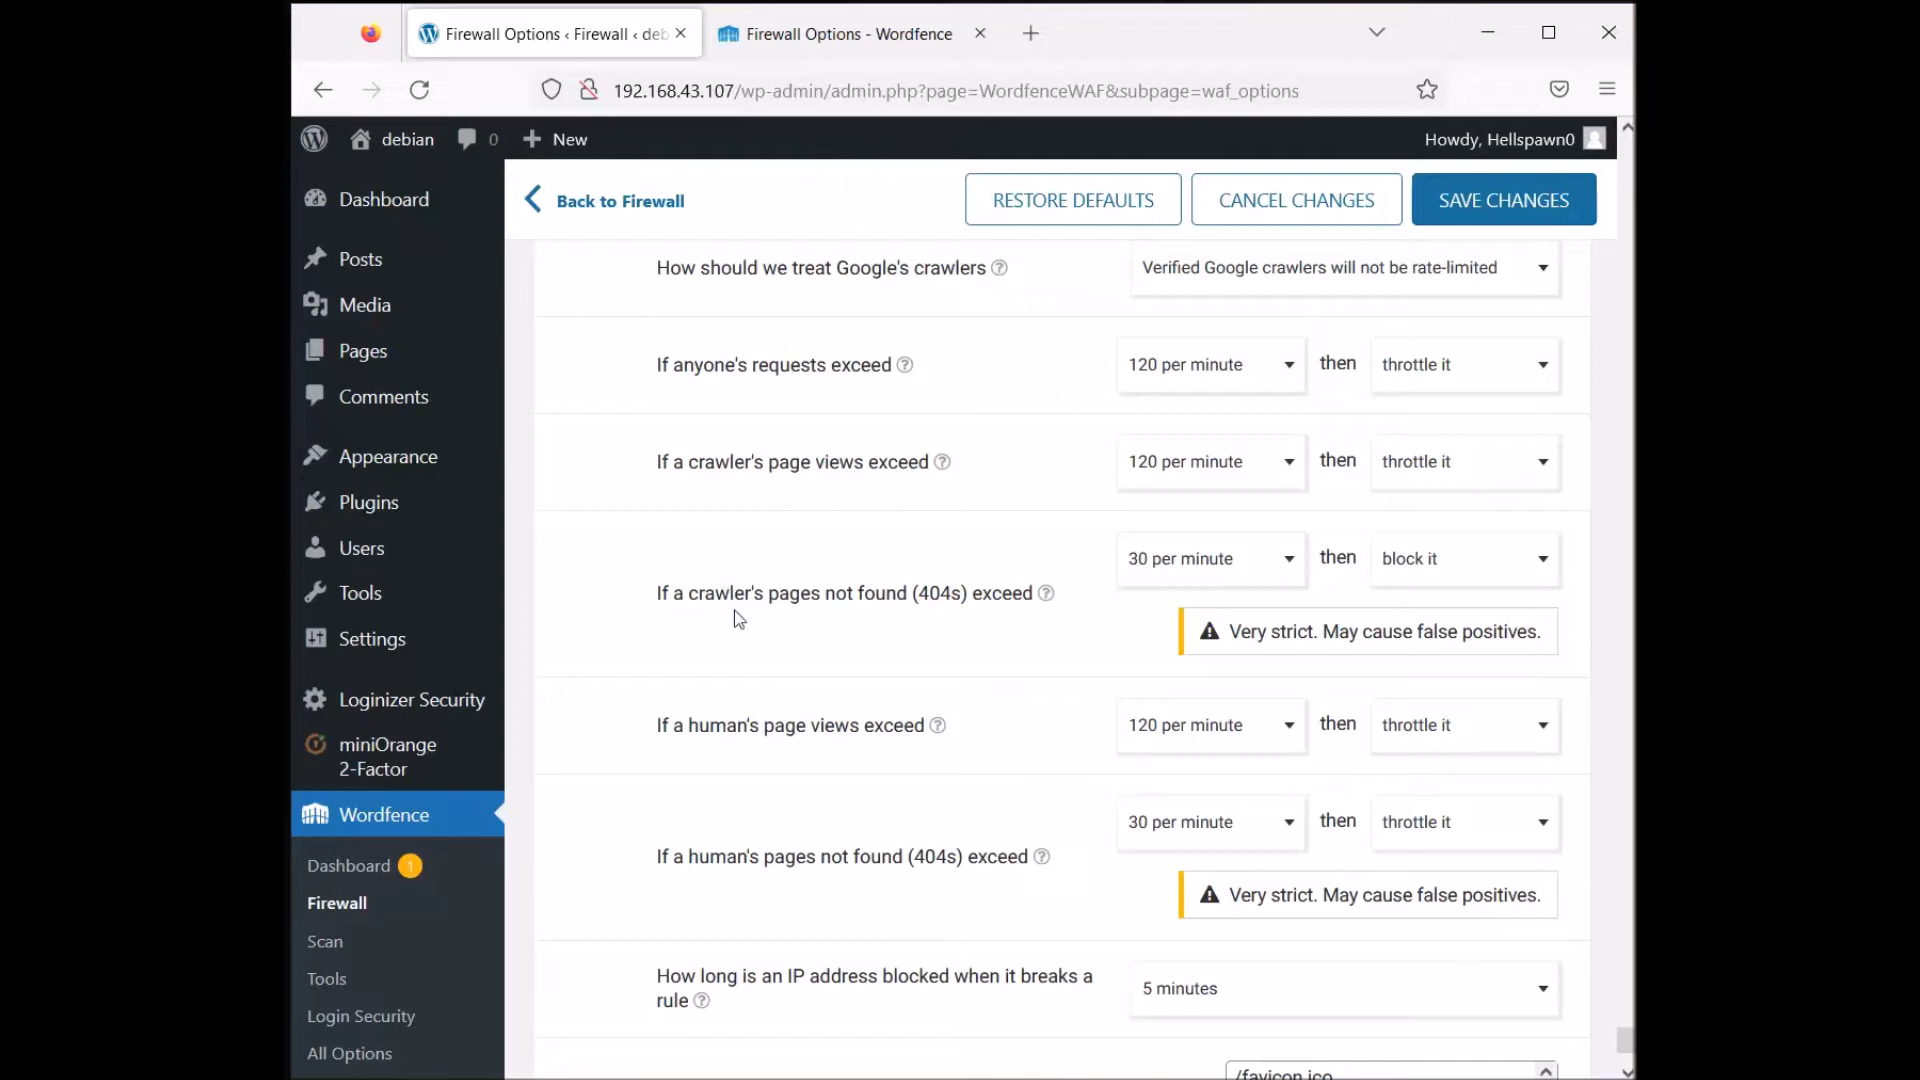 Firewall Options ‹ Firewall ‹ deb
Firewall Options - Wordfence
192.168.43.107/wp-admin/admin.php?page=WordfenceWAF&subpage=waf_options
debian
0
New
Howdy, Hellspawn0
Dashboard
Posts
Media
Pages
Comments
Appearance
Plugins
Users
Tools
Settings
Loginizer Security
miniOrange
2-Factor
Wordfence
Dashboard 1
Firewall
Scan
Tools
Login Security
All Options
Back to Firewall
RESTORE DEFAULTS
CANCEL CHANGES
SAVE CHANGES
How should we treat Google's crawlers ?
Verified Google crawlers will not be rate-limited
If anyone's requests exceed ?
120 per minute then throttle it
If a crawler's page views exceed ?
120 per minute then throttle it
If a crawler's pages not found (404s) exceed ?
30 per minute then block it
Very strict. May cause false positives.
If a human's page views exceed ?
120 per minute then throttle it
If a human's pages not found (404s) exceed ?
30 per minute then throttle it
Very strict. May cause false positives.
How long is an IP address blocked when it breaks a
rule ?
5 minutes
/favicon.ico